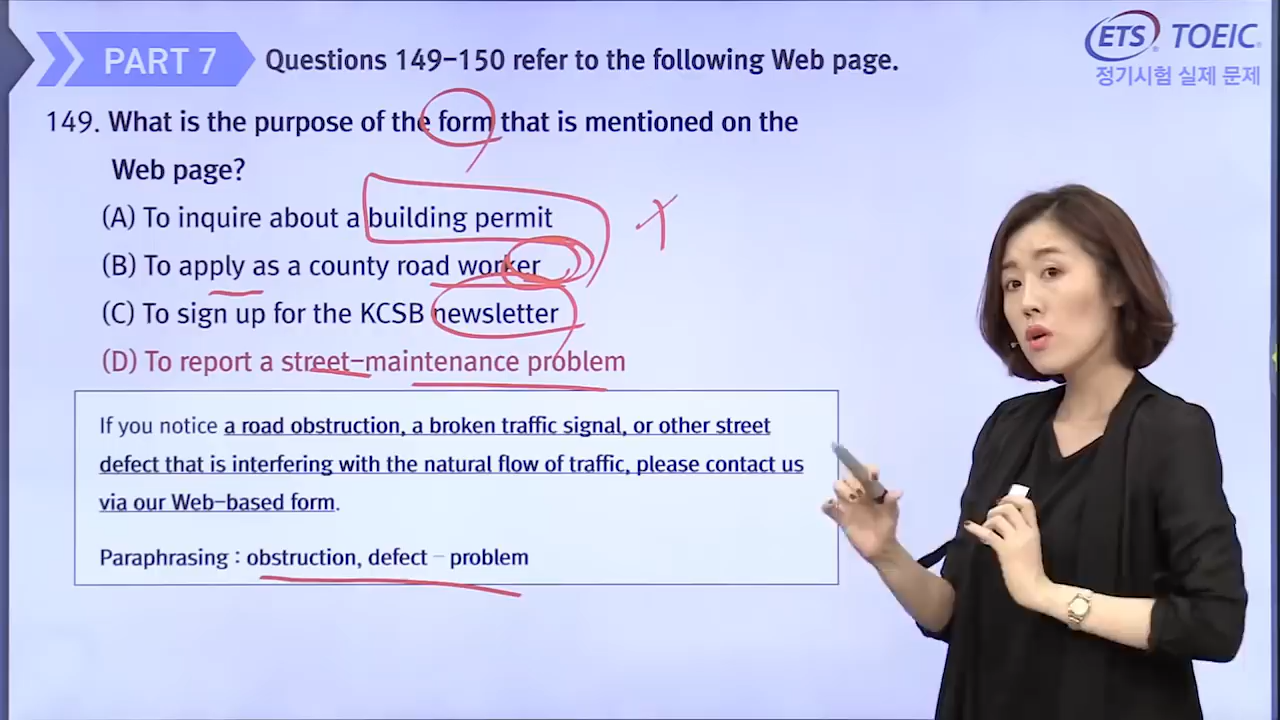 PART 7
Questions 149–150 refer to the following Web page.
ETS® TOEIC®
정기시험 실제 문제
149. What is the purpose of the form that is mentioned on the
Web page?
(A) To inquire about a building permit
(B) To apply as a county road worker
(C) To sign up for the KCSB newsletter
(D) To report a street–maintenance problem
If you notice a road obstruction, a broken traffic signal, or other street
defect that is interfering with the natural flow of traffic, please contact us
via our Web–based form.
Paraphrasing : obstruction, defect – problem